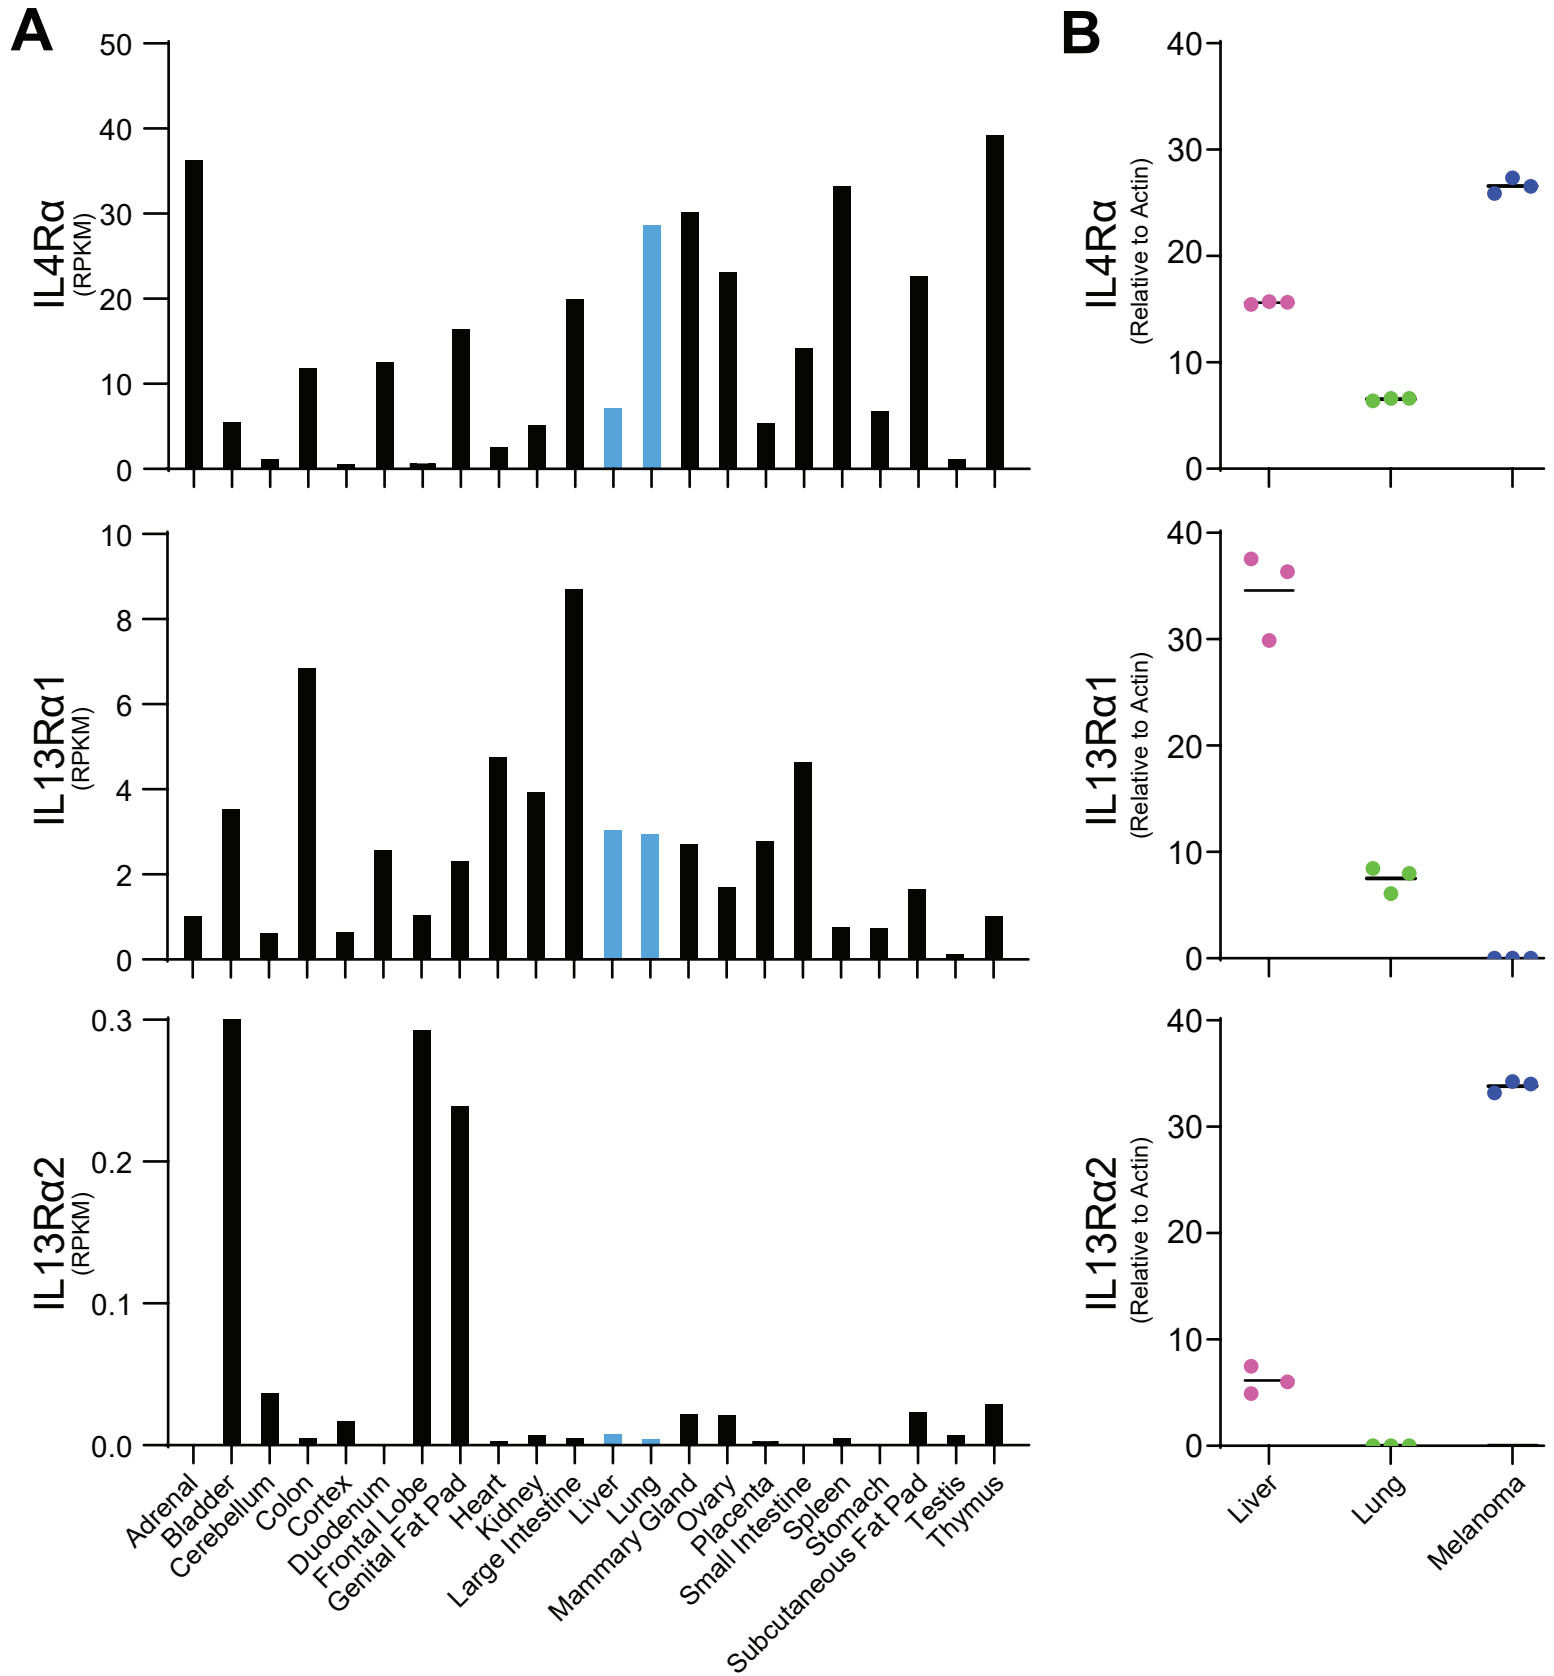 A
50
40
30
20
10
0
IL4Rα
(RPKM)
10
8
6
4
2
0
IL13Rα1
(RPKM)
0.3
0.2
0.1
0.0
IL13Rα2
(RPKM)
Adrenal
Bladder
Cerebellum
Colon
Cortex
Duodenum
Frontal Lobe
Genital Fat Pad
Heart
Kidney
Large Intestine
Liver
Lung
Mammary Gland
Ovary
Placenta
Small Intestine
Spleen
Stomach
Subcutaneous Fat Pad
Testis
Thymus
B
40
30
20
10
0
IL4Rα
(Relative to Actin)
40
30
20
10
0
IL13Rα1
(Relative to Actin)
40
30
20
10
0
IL13Rα2
(Relative to Actin)
Liver
Lung
Melanoma